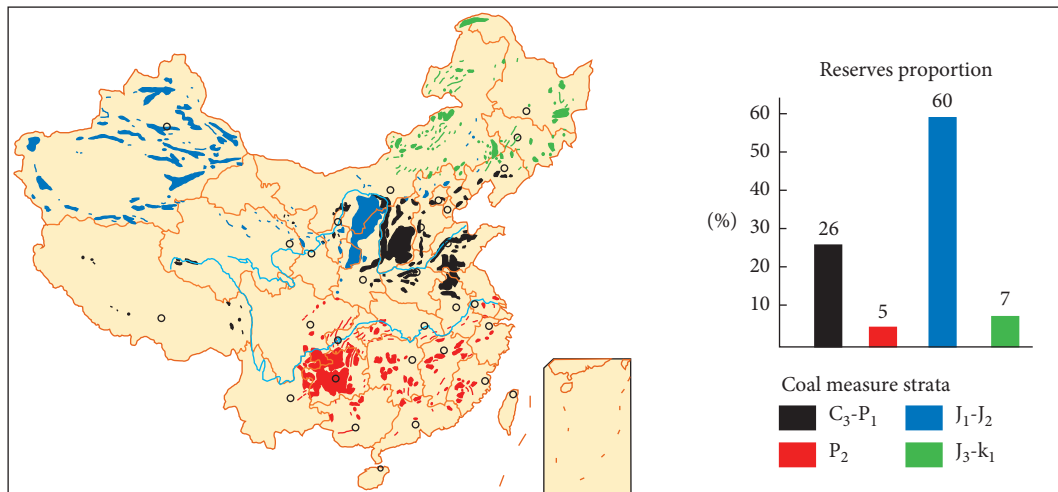 Reserves proportion
60
50
40
30
20
10
(%)
26
5
60
7
Coal measure strata
C₃-P₁
J₁-J₂
P₂
J₃-k₁